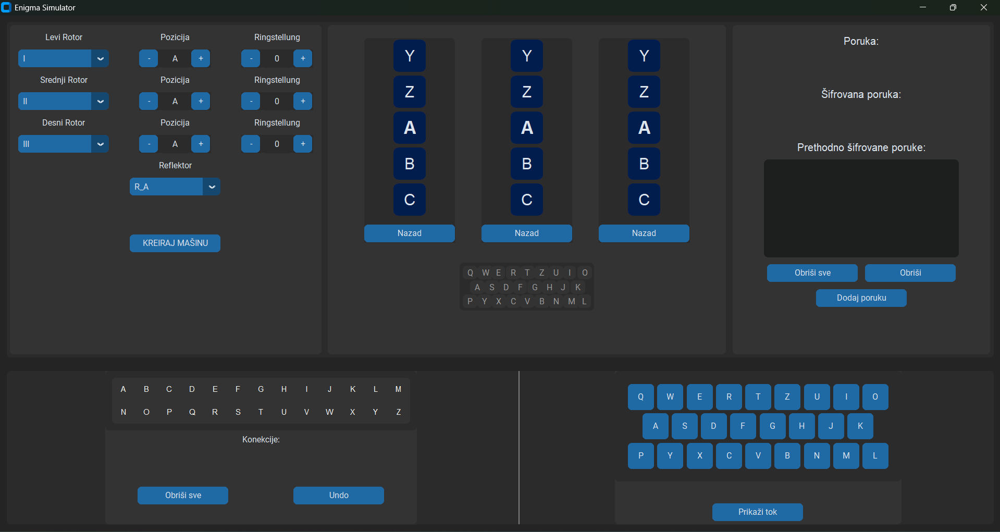 Enigma Simulator
Levi Rotor Pozicija Ringstellung
I - A + - 0 +
Srednji Rotor Pozicija Ringstellung
II - A + - 0 +
Desni Rotor Pozicija Ringstellung
III - A + - 0 +
Reflektor
R_A
KREIRAJ MAŠINU
Y Y Y
Z Z Z
A A A
B B B
C C C
Nazad Nazad Nazad
Q W E R T Z U I O
A S D F G H J K
P Y X C V B N M L
Poruka:
Šifrovana poruka:
Prethodno šifrovane poruke:
Obriši sve Obriši
Dodaj poruku
A B C D E F G H I J K L M
N O P Q R S T U V W X Y Z
Konekcije:
Obriši sve Undo
Q W E R T Z U I O
A S D F G H J K
P Y X C V B N M L
Prikaži tok